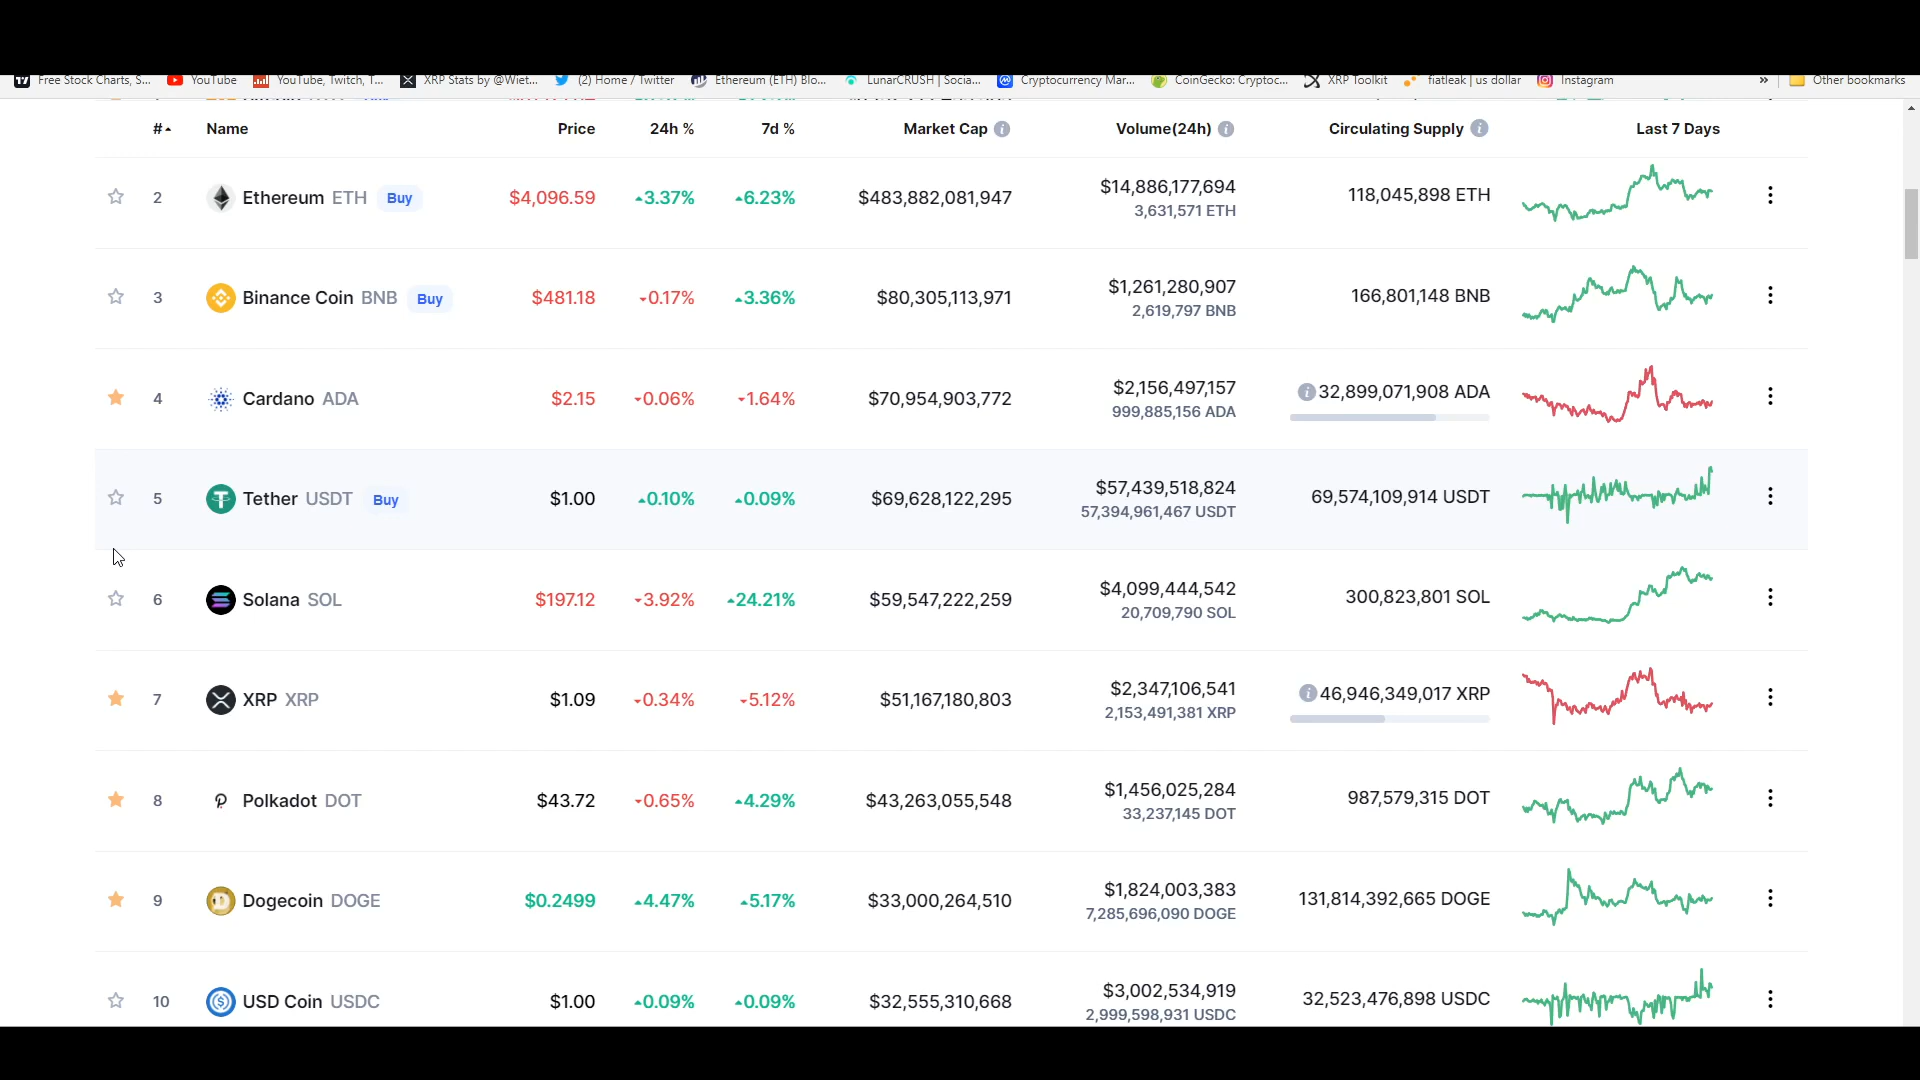 Free Stock Charts, S... YouTube YouTube, Twitch, T... XRP Stats by @Wiet... (2) Home / Twitter Ethereum (ETH) Blo... LunarCRUSH | Socia... Cryptocurrency Mar... CoinGecko: Cryptoc... XRP Toolkit fiatleak | us dollar Instagram » Other bookmarks
# Name Price 24h % 7d % Market Cap Volume(24h) Circulating Supply Last 7 Days
2 Ethereum ETH Buy $4,096.59 3.37% 6.23% $483,882,081,947 $14,886,177,694 118,045,898 ETH
3,631,571 ETH
3 Binance Coin BNB Buy $481.18 0.17% 3.36% $80,305,113,971 $1,261,280,907 166,801,148 BNB
2,619,797 BNB
4 Cardano ADA $2.15 0.06% 1.64% $70,954,903,772 $2,156,497,157 32,899,071,908 ADA
999,885,156 ADA
5 Tether USDT Buy $1.00 0.10% 0.09% $69,628,122,295 $57,439,518,824 69,574,109,914 USDT
57,394,961,467 USDT
6 Solana SOL $197.12 3.92% 24.21% $59,547,222,259 $4,099,444,542 300,823,801 SOL
20,709,790 SOL
7 XRP XRP $1.09 0.34% 5.12% $51,167,180,803 $2,347,106,541 46,946,349,017 XRP
2,153,491,381 XRP
8 Polkadot DOT $43.72 0.65% 4.29% $43,263,055,548 $1,456,025,284 987,579,315 DOT
33,237,145 DOT
9 Dogecoin DOGE $0.2499 4.47% 5.17% $33,000,264,510 $1,824,003,383 131,814,392,665 DOGE
7,285,696,090 DOGE
10 USD Coin USDC $1.00 0.09% 0.09% $32,555,310,668 $3,002,534,919 32,523,476,898 USDC
2,999,598,931 USDC